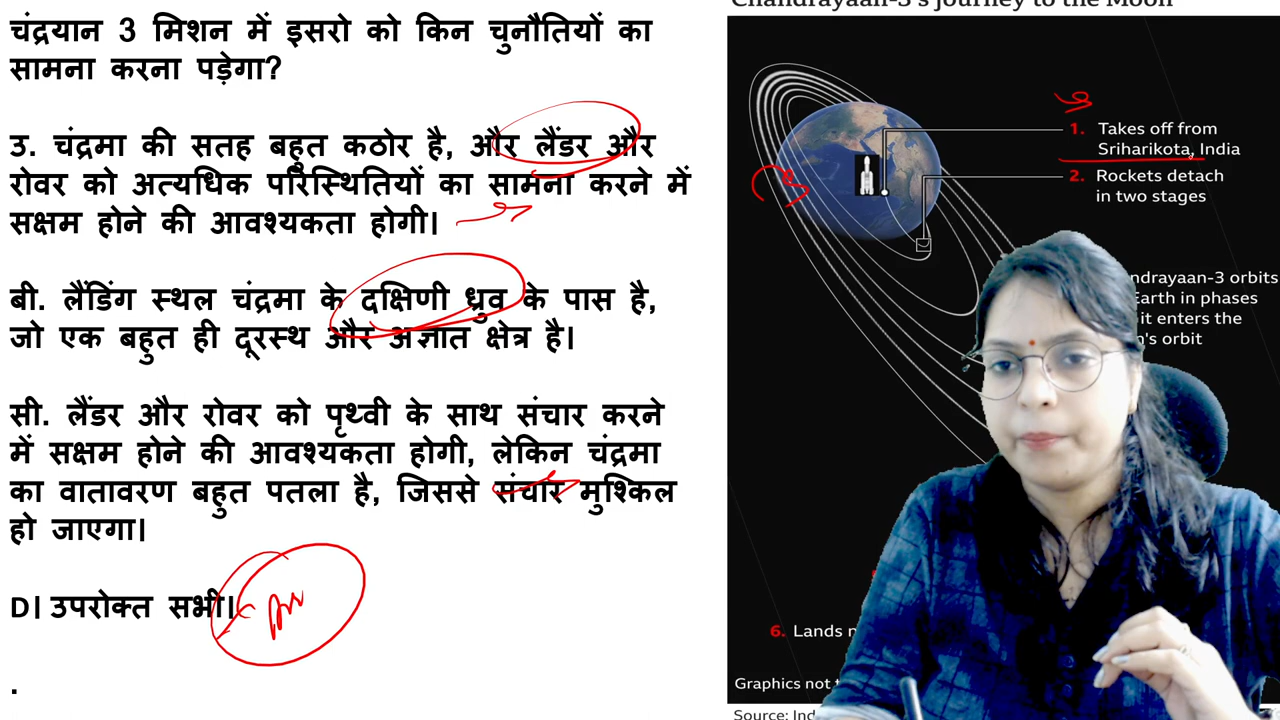 चंद्रयान 3 मिशन में इसरो को किन चुनौतियों का
सामना करना पड़ेगा?
उ. चंद्रमा की सतह बहुत कठोर है, और लैंडर और
रोवर को अत्यधिक परिस्थितियों का सामना करने में
सक्षम होने की आवश्यकता होगी।
बी. लैंडिंग स्थल चंद्रमा के दक्षिणी ध्रुव के पास है,
जो एक बहुत ही दूरस्थ और अज्ञात क्षेत्र है।
सी. लैंडर और रोवर को पृथ्वी के साथ संचार करने
में सक्षम होने की आवश्यकता होगी, लेकिन चंद्रमा
का वातावरण बहुत पतला है, जिससे संचार मुश्किल
हो जाएगा।
D। उपरोक्त सभी।
.
Chandrayaan-3's journey to the Moon
1. Takes off from
Sriharikota, India
2. Rockets detach
in two stages
ndrayaan-3 orbits
Earth in phases
it enters the
n's orbit
6. Lands
Graphics not
Source: Ind